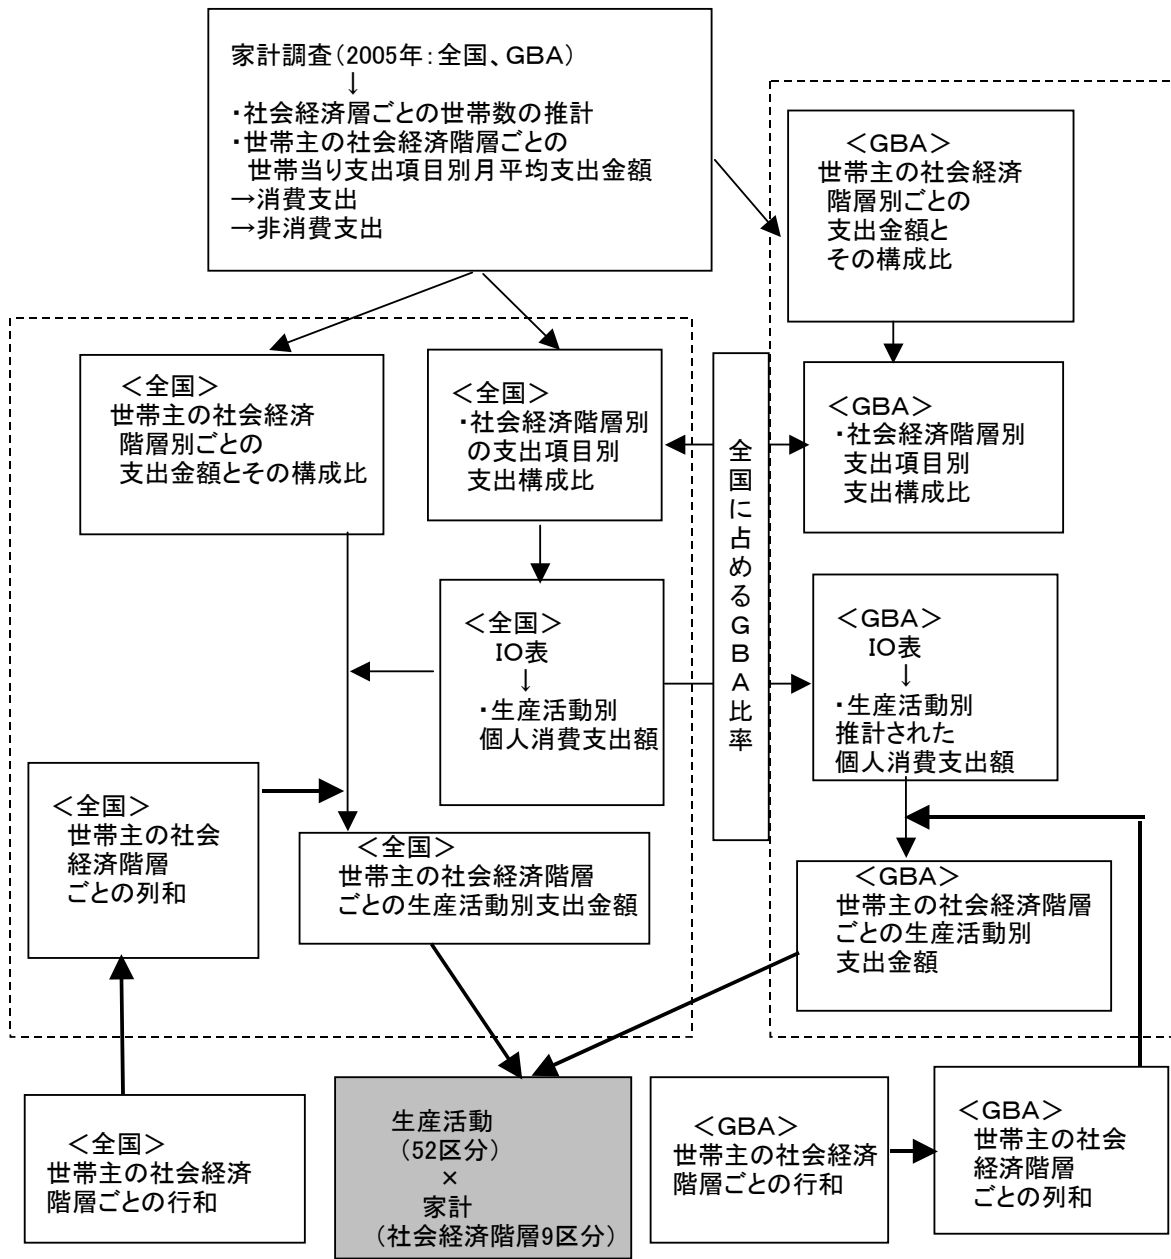 家計調査(2005年:全国、GBA)
↓
・社会経済層ごとの世帯数の推計
・世帯主の社会経済階層ごとの
世帯当り支出項目別月平均支出金額
→消費支出
→非消費支出
<GBA>
世帯主の社会経済
階層別ごとの
支出金額と
その構成比
<全国>
世帯主の社会経済
階層別ごとの
支出金額とその構成比
<全国>
・社会経済階層別
の支出項目別
支出構成比
全国に占めるGBA比率
<GBA>
・社会経済階層別
支出項目別
支出構成比
<全国>
IO表
↓
・生産活動別
個人消費支出額
<GBA>
IO表
↓
・生産活動別
推計された
個人消費支出額
<全国>
世帯主の社会
経済階層
ごとの列和
<全国>
世帯主の社会経済階層
ごとの生産活動別支出金額
<GBA>
世帯主の社会経済階層
ごとの生産活動別
支出金額
<全国>
世帯主の社会経済
階層ごとの行和
生産活動
(52区分)
×
家計
(社会経済階層9区分)
<GBA>
世帯主の社会経済
階層ごとの行和
<GBA>
世帯主の社会
経済階層
ごとの列和